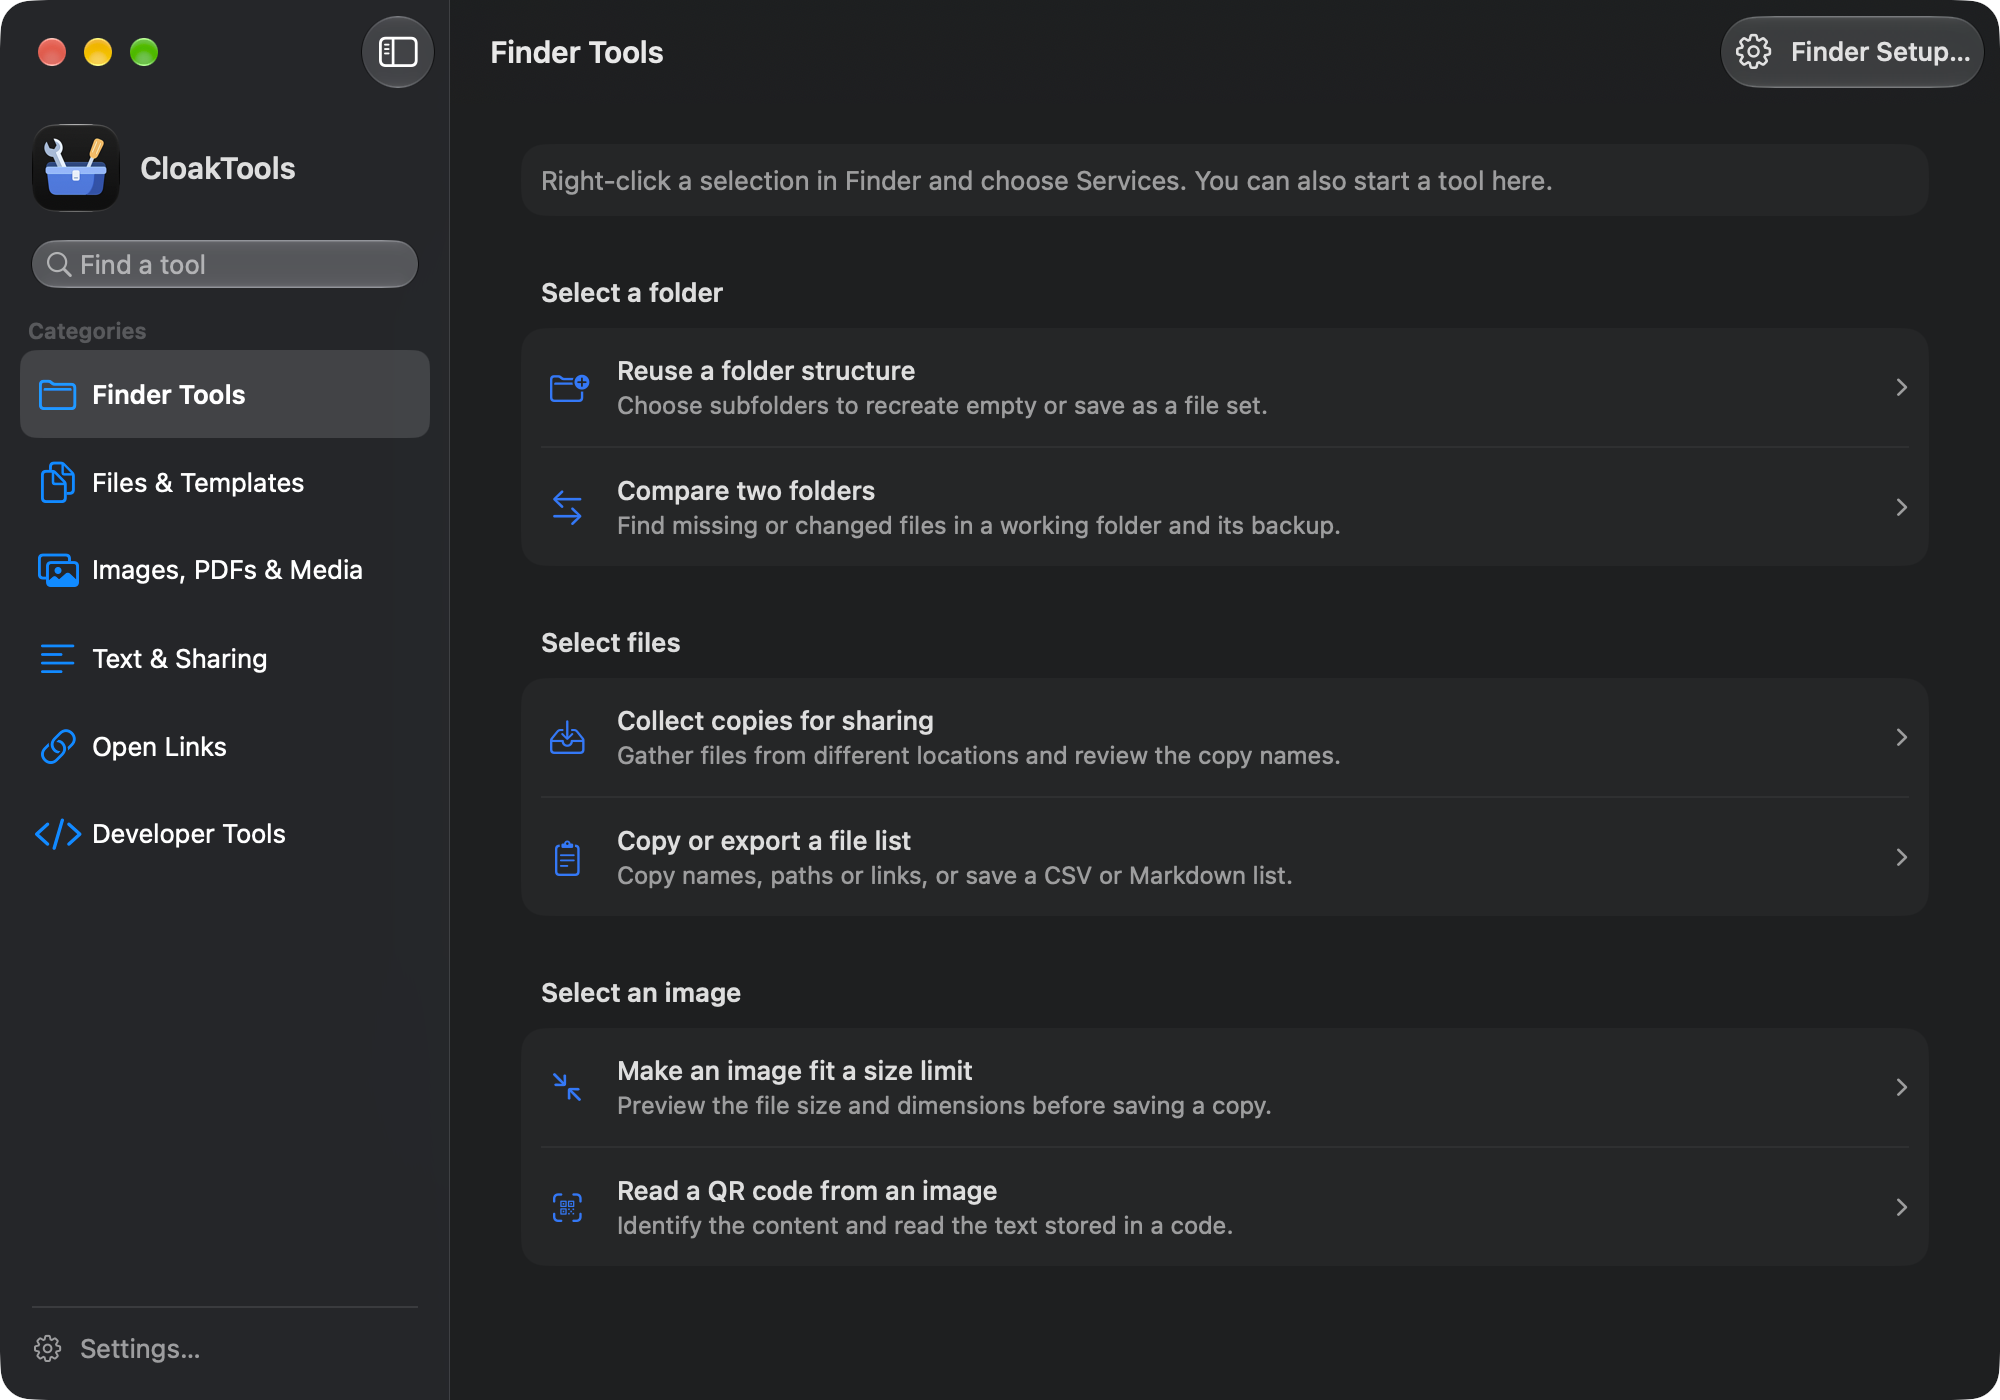 Finder Tools
Finder Setup...
CloakTools
Find a tool
Categories
Finder Tools
Files & Templates
Images, PDFs & Media
Text & Sharing
Open Links
Developer Tools
Settings...
Right-click a selection in Finder and choose Services. You can also start a tool here.
Select a folder
Reuse a folder structure
Choose subfolders to recreate empty or save as a file set.
Compare two folders
Find missing or changed files in a working folder and its backup.
Select files
Collect copies for sharing
Gather files from different locations and review the copy names.
Copy or export a file list
Copy names, paths or links, or save a CSV or Markdown list.
Select an image
Make an image fit a size limit
Preview the file size and dimensions before saving a copy.
Read a QR code from an image
Identify the content and read the text stored in a code.